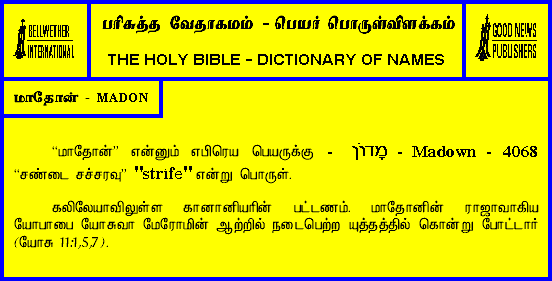 BELLWETHER
INTERNATIONAL
பரிசுத்த வேதாகமம் - பெயர் பொருள்விளக்கம்
THE HOLY BIBLE - DICTIONARY OF NAMES
GOOD NEWS
PUBLISHERS
மாதோன் - MADON
“மாதோன்” என்னும் எபிரெய பெயருக்கு - מָדוֹן - Madown - 4068
“சண்டை சச்சரவு” "strife" என்று பொருள்.
கலிலேயாவிலுள்ள கானானியரின் பட்டணம். மாதோனின் ராஜாவாகிய
யோபாபை யோசுவா மேரோமின் ஆற்றில் நடைபெற்ற யுத்தத்தில் கொன்று போட்டார்
(யோசு 11:1,5,7).